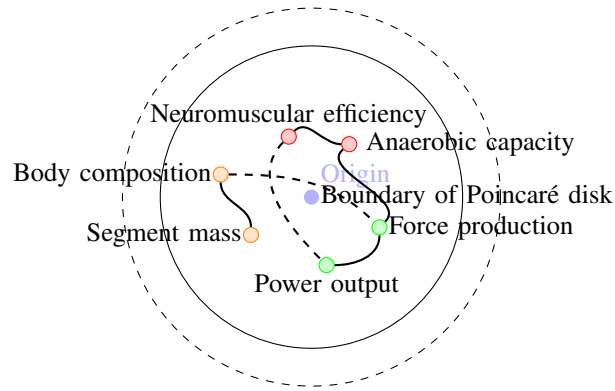 Neuromuscular efficiency
Anaerobic capacity
Body composition
Origin
Boundary of Poincaré disk
Force production
Segment mass
Power output